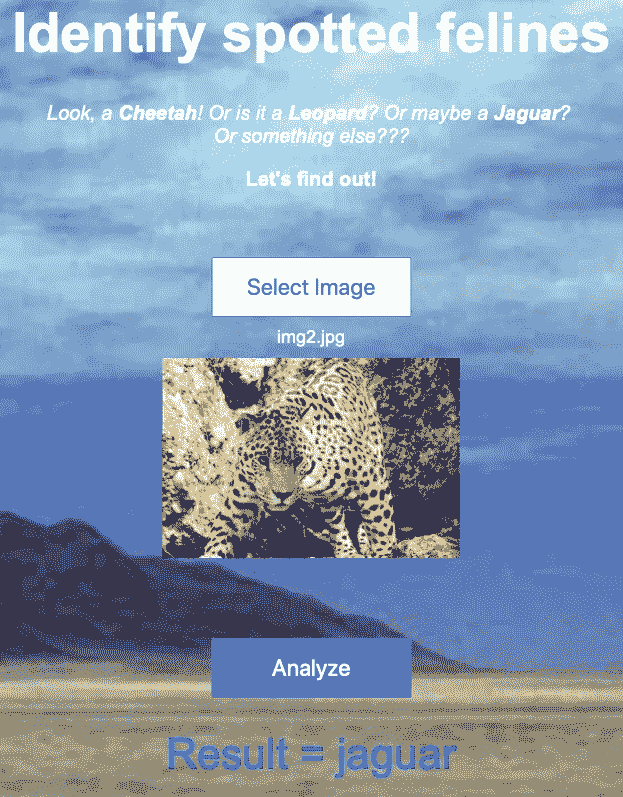 Identify spotted felines
Look, a Cheetah! Or is it a Leopard? Or maybe a Jaguar?
Or something else???
Let's find out!
Select Image
img2.jpg
Analyze
Result = jaguar